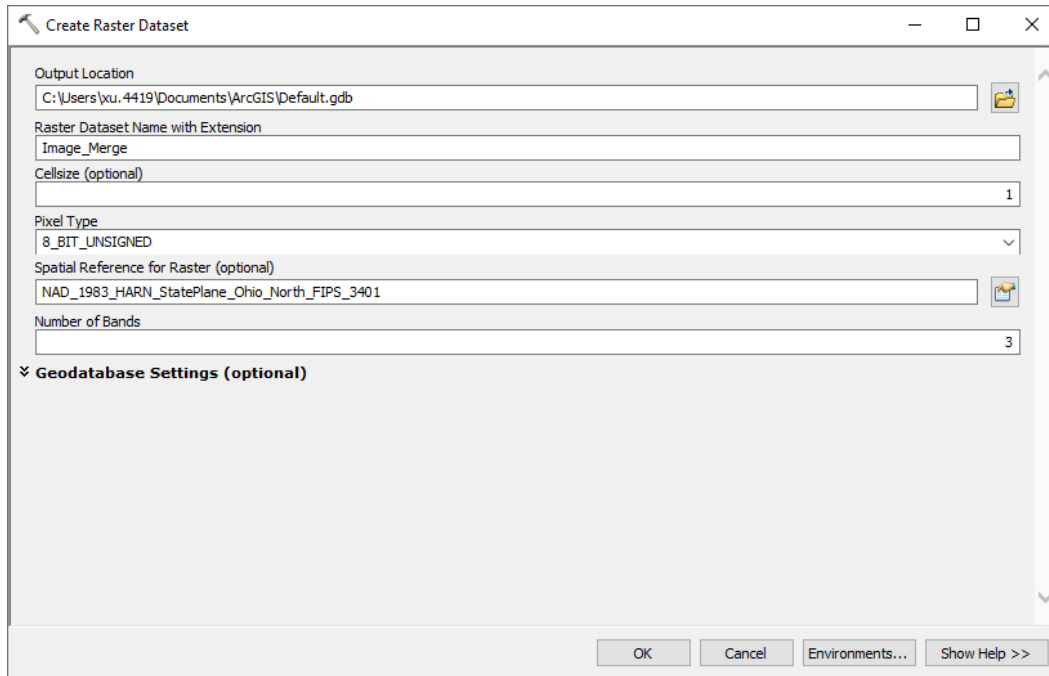 Create Raster Dataset
Output Location
C:\Users\xu.4419\Documents\ArcGIS\Default.gdb
Raster Dataset Name with Extension
Image_Merge
Cellsize (optional)
1
Pixel Type
8_BIT_UNSIGNED
Spatial Reference for Raster (optional)
NAD_1983_HARN_StatePlane_Ohio_North_FIPS_3401
Number of Bands
3
Geodatabase Settings (optional)
OK Cancel Environments... Show Help >>